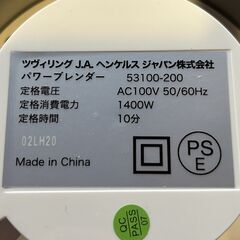 ツヴィリング J.A. ヘンケルス ジャパン株式会社
パワーブレンダー 53100-200
定格電圧 AC100V 50/60Hz
定格消費電力 1400W
定格時間 10分
02LH20
Made in China
PS
E
QC
PASS
07